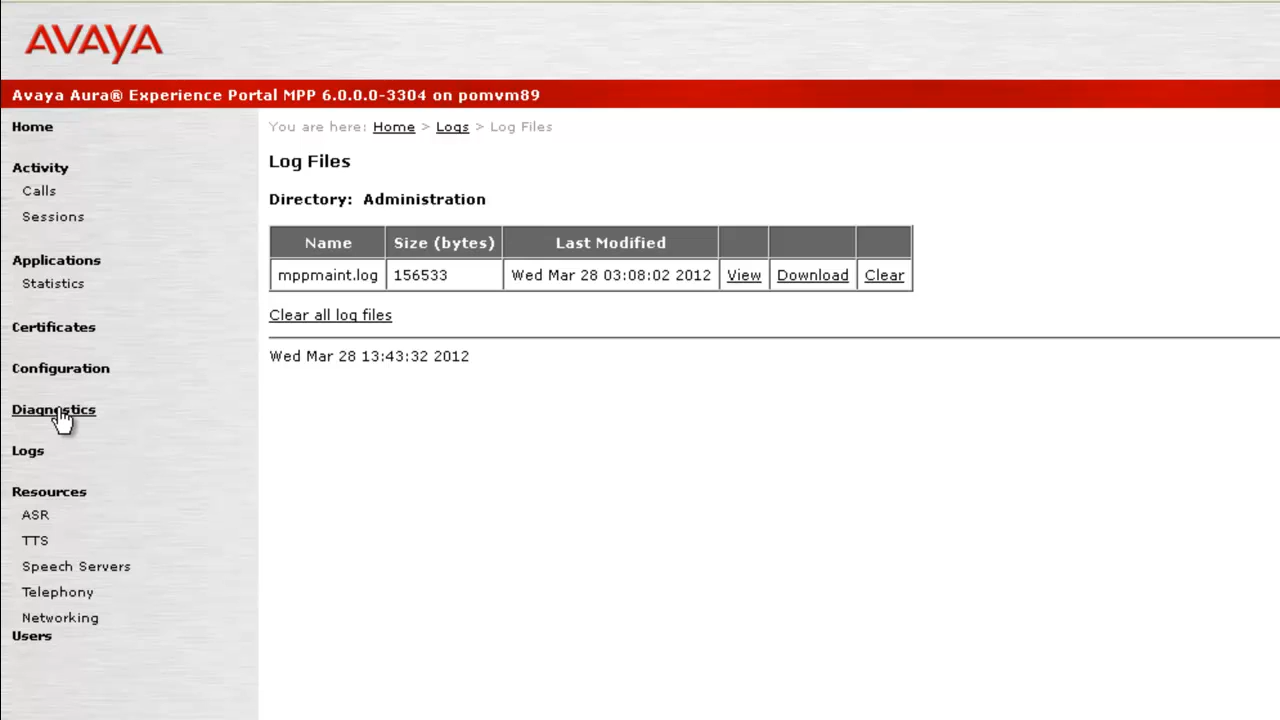 AVAYA
Avaya Aura® Experience Portal MPP 6.0.0.0-3304 on pomvm89
Home
Activity
Calls
Sessions
Applications
Statistics
Certificates
Configuration
Diagnostics
Logs
Resources
ASR
TTS
Speech Servers
Telephony
Networking
Users
You are here: Home > Logs > Log Files
Log Files
Directory: Administration
Name Size (bytes) Last Modified
mppmaint.log 156533 Wed Mar 28 03:08:02 2012 View Download Clear
Clear all log files
Wed Mar 28 13:43:32 2012